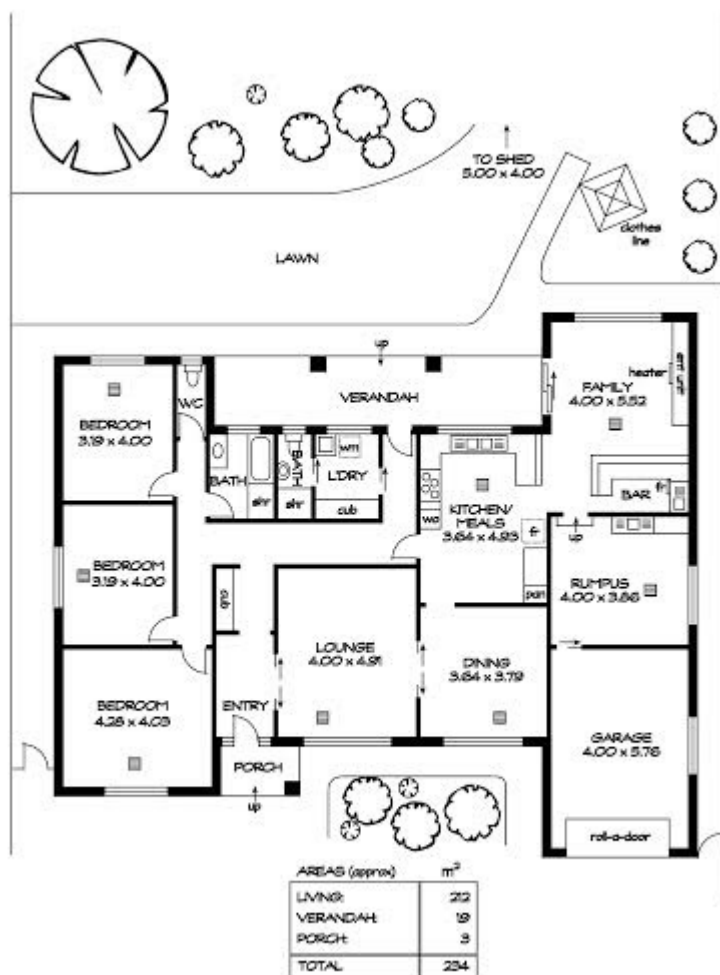 TO SHED
5.00 x 4.00
clothes
line
LAWN
up
VERANDAH
heater
ent unit
FAMILY
4.00 x 5.52
BEDROOM
3.19 x 4.00
WC
BATH
shr
BATH
shr
wm
L'DRY
cub
KITCHEN/
MEALS
3.64 x 4.93
wo
fr
pan
BAR
fr
up
RUMPUS
4.00 x 3.86
BEDROOM
3.19 x 4.00
cub
LOUNGE
4.00 x 4.91
DINING
3.64 x 3.79
BEDROOM
4.28 x 4.03
ENTRY
PORCH
up
GARAGE
4.00 x 5.76
roll-a-door
AREAS (approx) m²
LIVING: 212
VERANDAH: 19
PORCH: 3
TOTAL 234